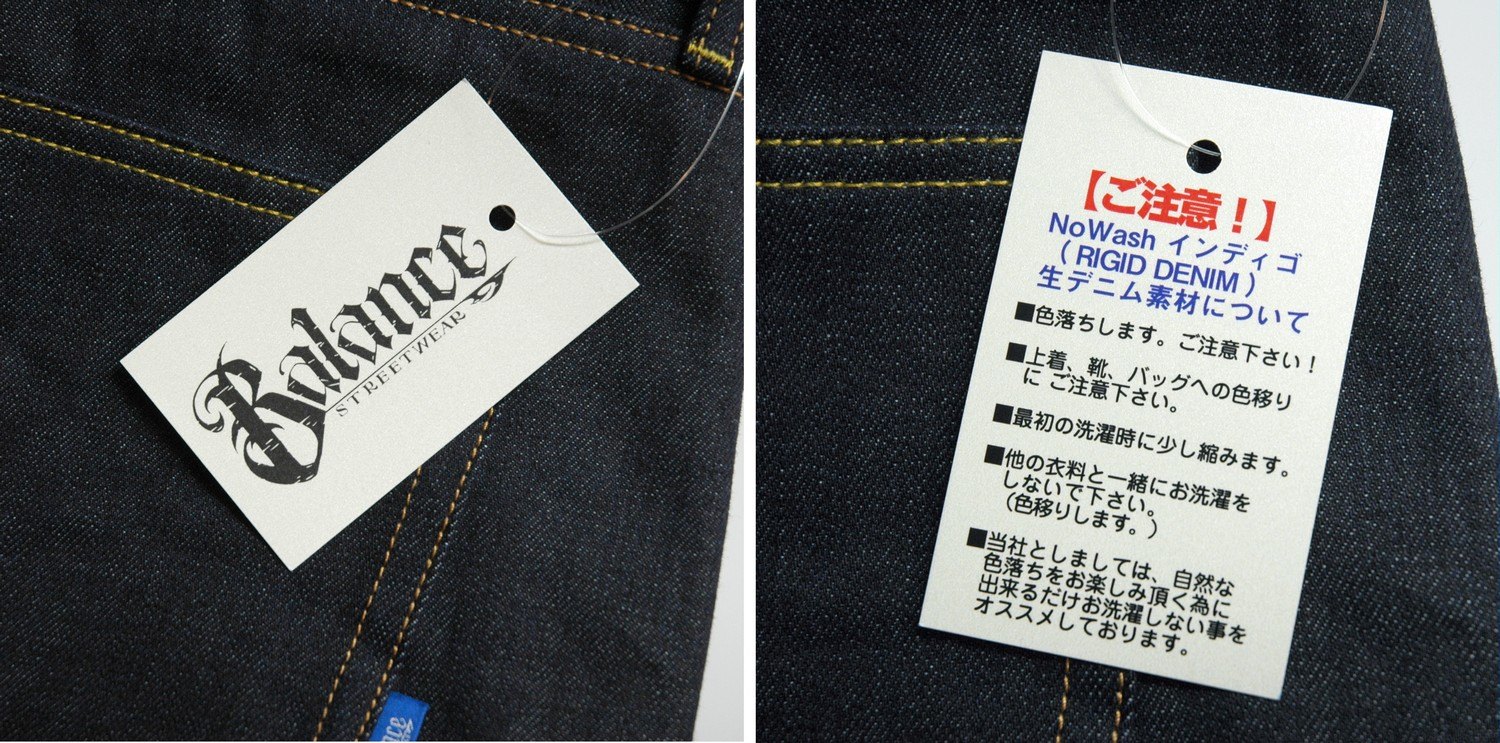 Balance
STREETWEAR
ance
【ご注意！】
NoWash インディゴ
( RIGID DENIM )
生デニム素材について
■色落ちします。ご注意下さい！
■上着、靴、バッグへの色移り
に ご注意下さい。
■最初の洗濯時に少し縮みます。
■他の衣料と一緒にお洗濯を
しないで下さい。
（色移りします。）
■当社としましては、自然な
色落ちをお楽しみ頂く為に
出来るだけお洗濯しない事を
オススメしております。